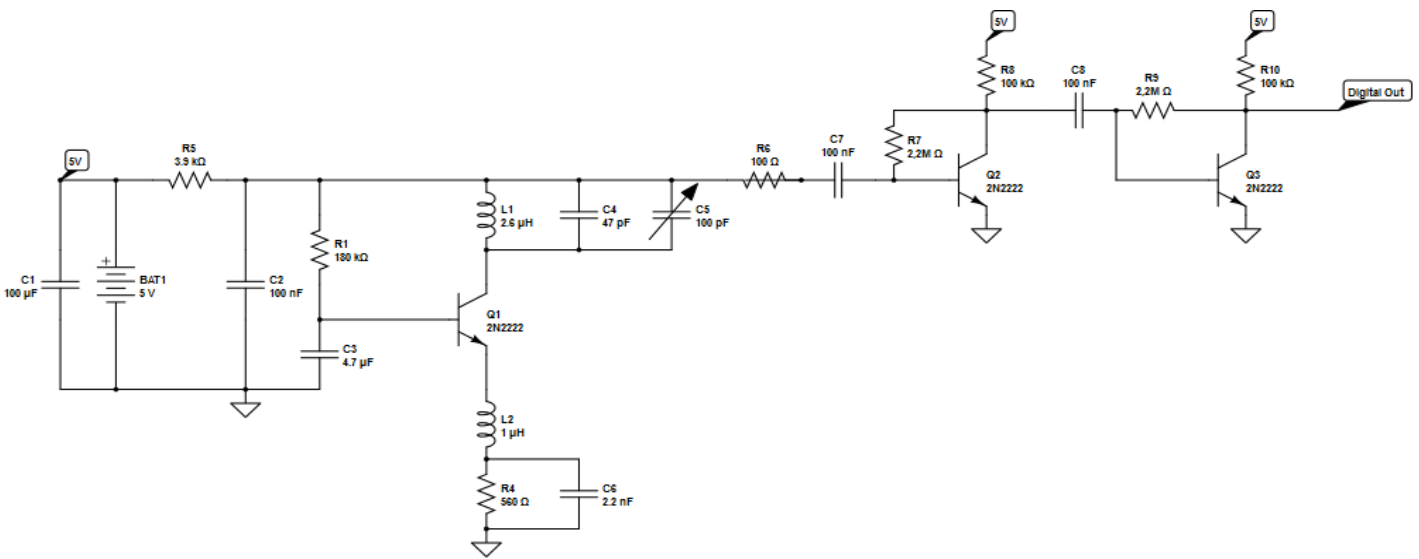 5V
5V
R8
100 kΩ
C8
100 nF
R9
2,2M Ω
R10
100 kΩ
Digital Out
5V
R5
3.9 kΩ
R6
100 Ω
C7
100 nF
R7
2,2M Ω
Q2
2N2222
Q3
2N2222
L1
2.6 µH
C4
47 pF
C5
100 pF
R1
180 kΩ
C1
100 µF
+
BAT1
5 V
C2
100 nF
Q1
2N2222
C3
4.7 µF
L2
1 µH
R4
560 Ω
C6
2.2 nF